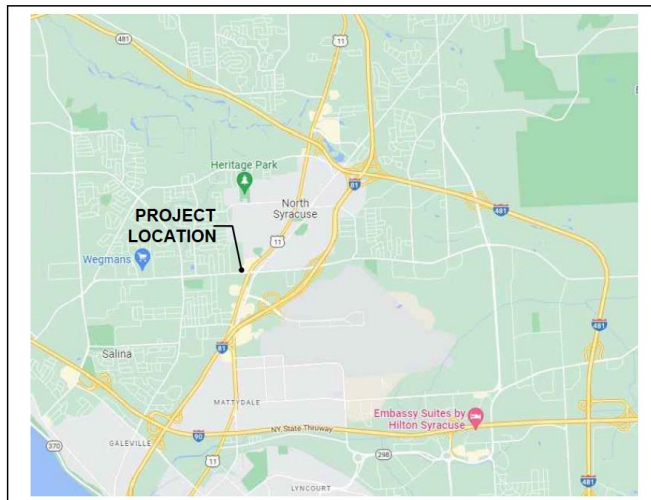 481
11
Heritage Park
81
North
Syracuse
481
PROJECT
LOCATION
11
Wegmans
481
81
Salina
MATTYDALE
Embassy Suites by
Hilton Syracuse
90
NY State Thruway
GALEVILLE
370
11
298
LYNCOURT